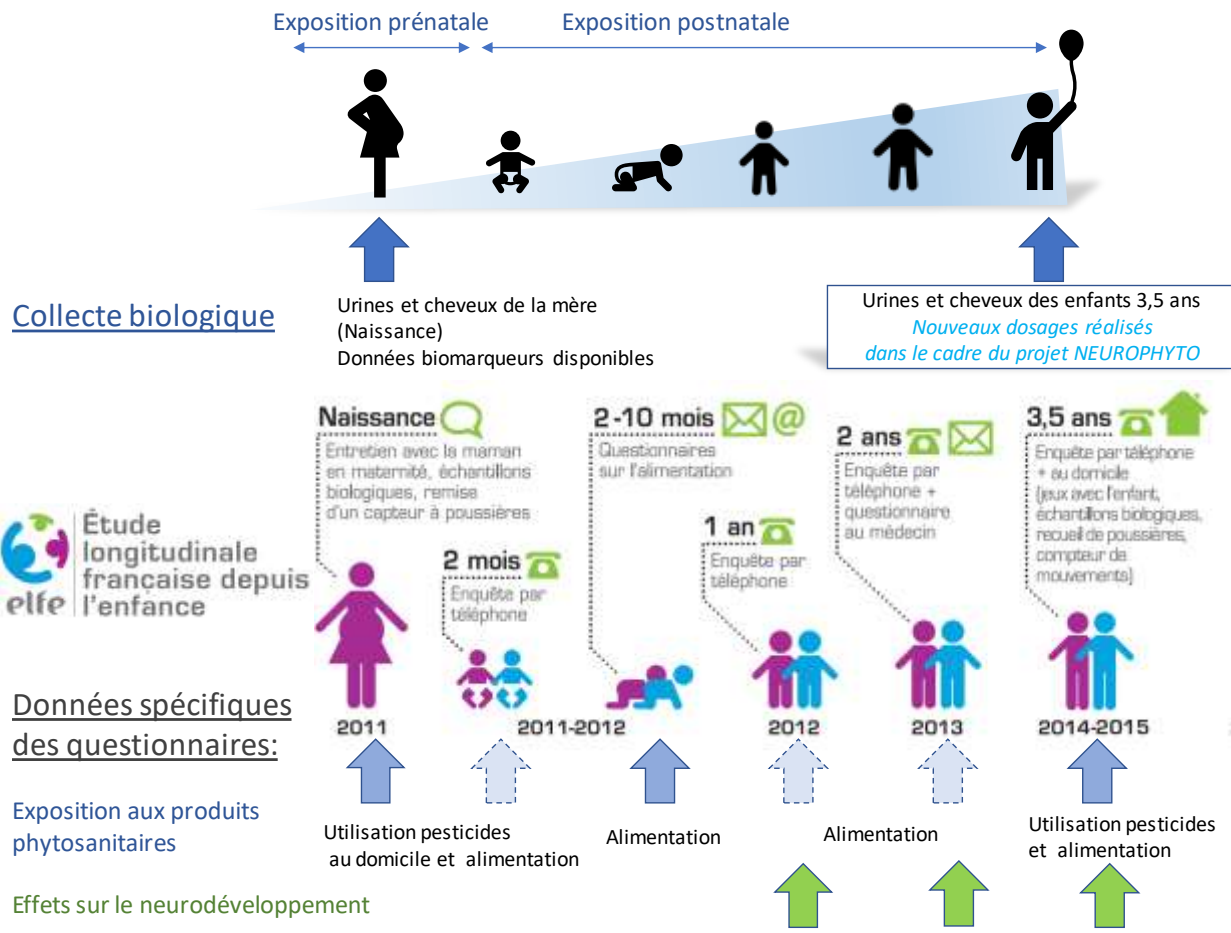 Exposition prénatale
Exposition postnatale
Collecte biologique
Urines et cheveux de la mère
(Naissance)
Données biomarqueurs disponibles
Urines et cheveux des enfants 3,5 ans
Nouveaux dosages réalisés
dans le cadre du projet NEUROPHYTO
Naissance
Entretien avec la maman
en maternité, échantillons
biologiques, remise
d'un capteur à poussières
2 mois
Enquête par
téléphone
2-10 mois
@
Questionnaires
sur l'alimentation
1 an
Enquête par
téléphone
2 ans
Enquête par
téléphone +
questionnaire
au médecin
3,5 ans
Enquête par téléphone
+ au domicile
(jeux avec l'enfant,
échantillons biologiques,
recueil de poussières,
compteur de
mouvements)
elfe
Étude
longitudinale
française depuis
l'enfance
2011
2011-2012
2012
2013
2014-2015
Données spécifiques
des questionnaires:
Exposition aux produits
phytosanitaires
Utilisation pesticides
au domicile et alimentation
Alimentation
Alimentation
Utilisation pesticides
et alimentation
Effets sur le neurodéveloppement